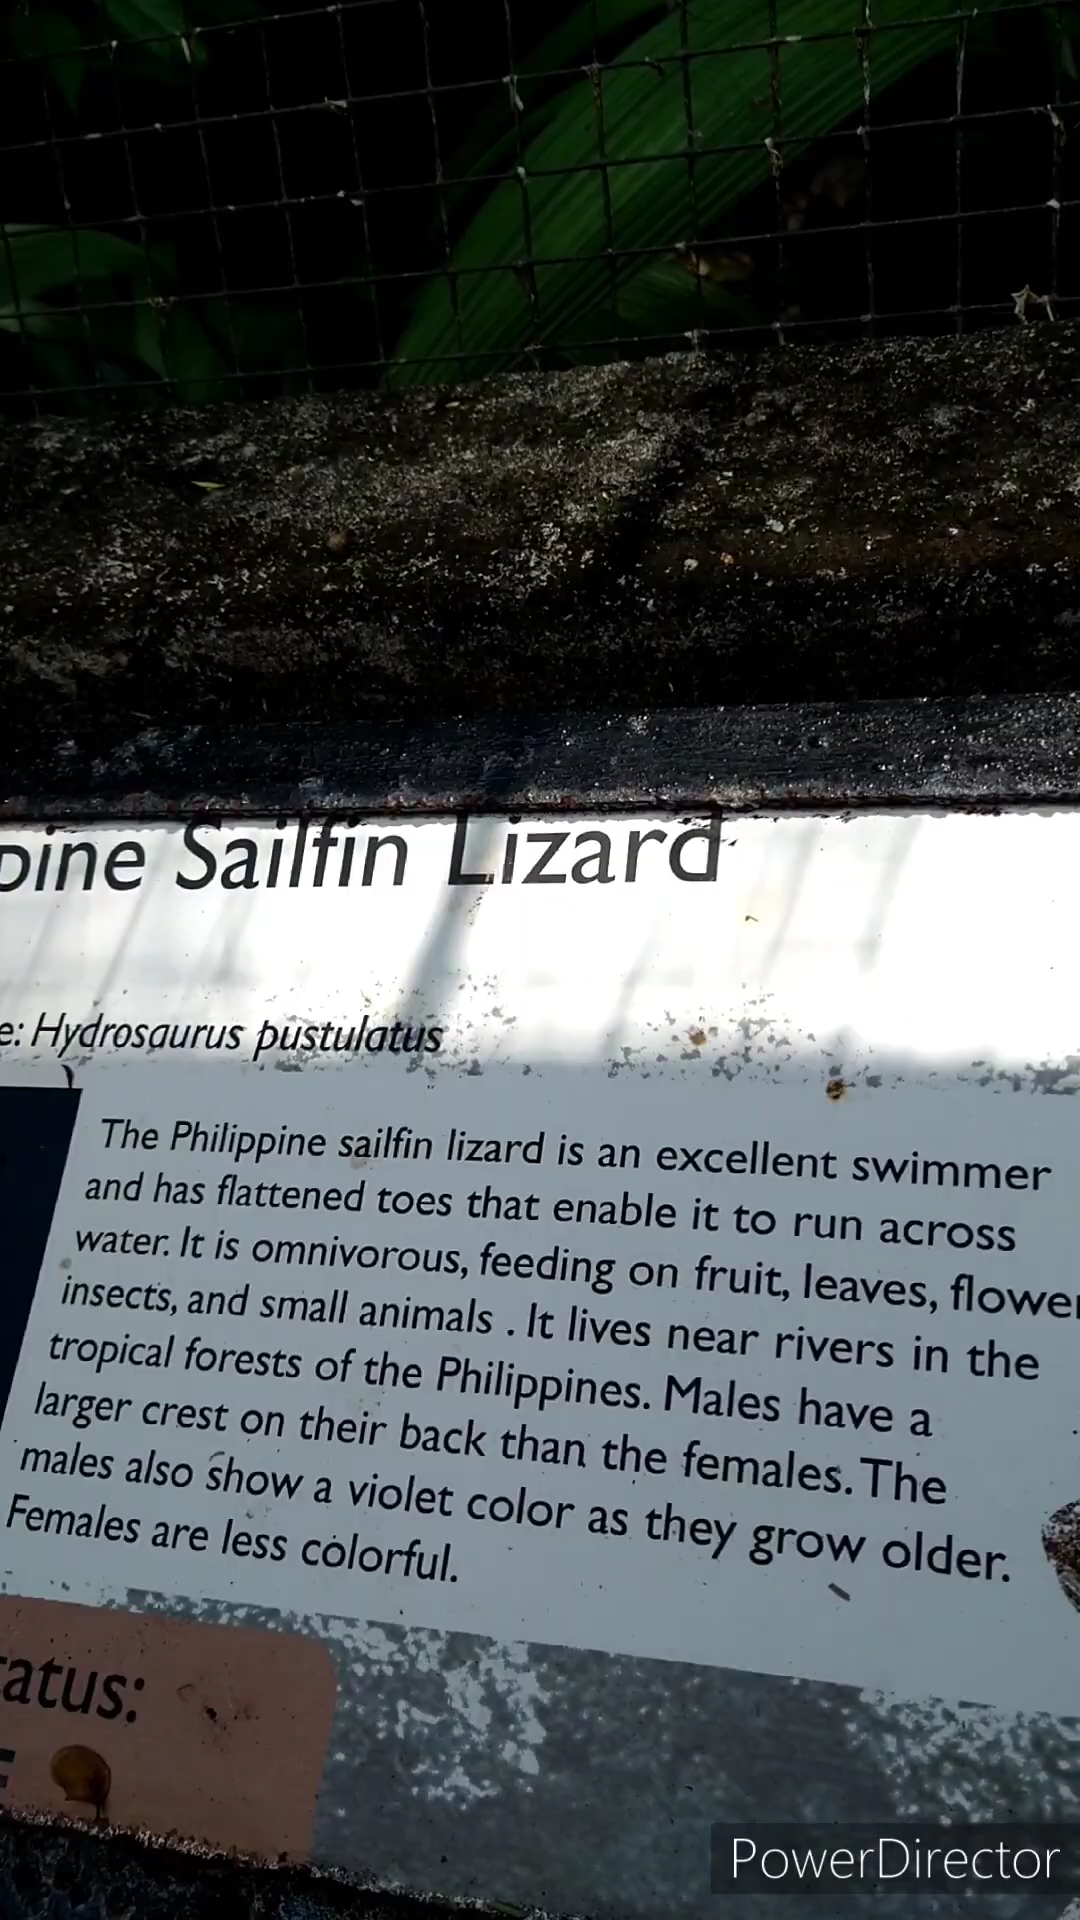 pine Sailfin Lizard
e: Hydrosaurus pustulatus
The Philippine sailfin lizard is an excellent swimmer
and has flattened toes that enable it to run across
water. It is omnivorous, feeding on fruit, leaves, flower
insects, and small animals . It lives near rivers in the
tropical forests of the Philippines. Males have a
larger crest on their back than the females. The
males also show a violet color as they grow older.
Females are less colorful.
tatus:
PowerDirector